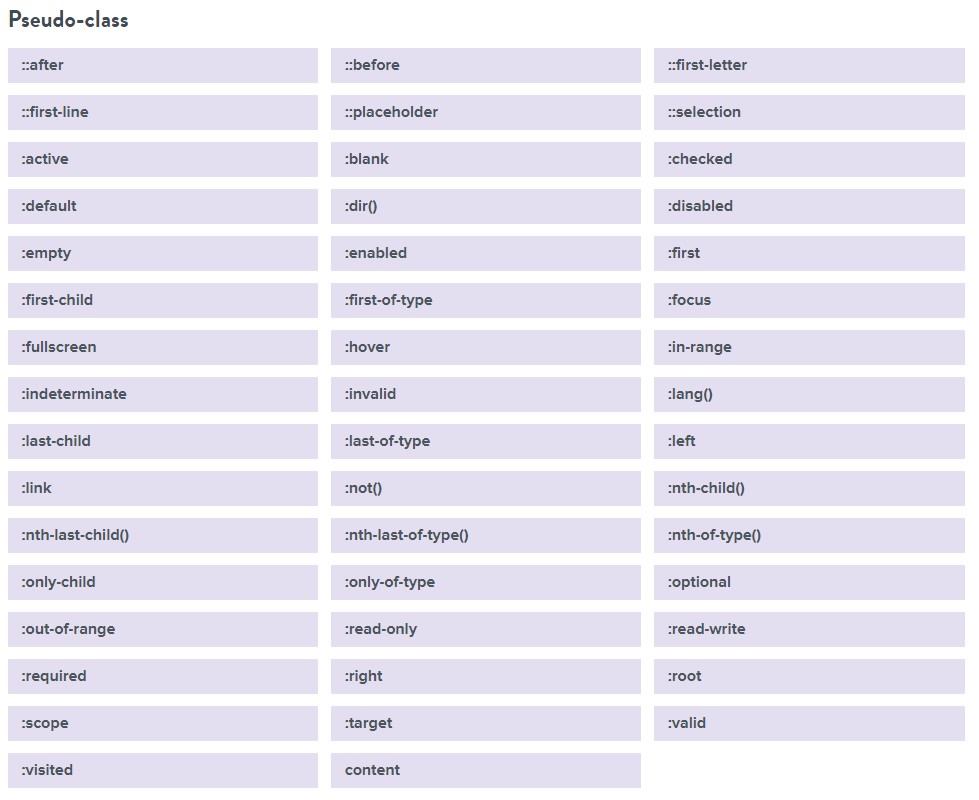 Pseudo-class
::after
::before
::first-letter
::first-line
::placeholder
::selection
:active
:blank
:checked
:default
:dir()
:disabled
:empty
:enabled
:first
:first-child
:first-of-type
:focus
:fullscreen
:hover
:in-range
:indeterminate
:invalid
:lang()
:last-child
:last-of-type
:left
:link
:not()
:nth-child()
:nth-last-child()
:nth-last-of-type()
:nth-of-type()
:only-child
:only-of-type
:optional
:out-of-range
:read-only
:read-write
:required
:right
:root
:scope
:target
:valid
:visited
content